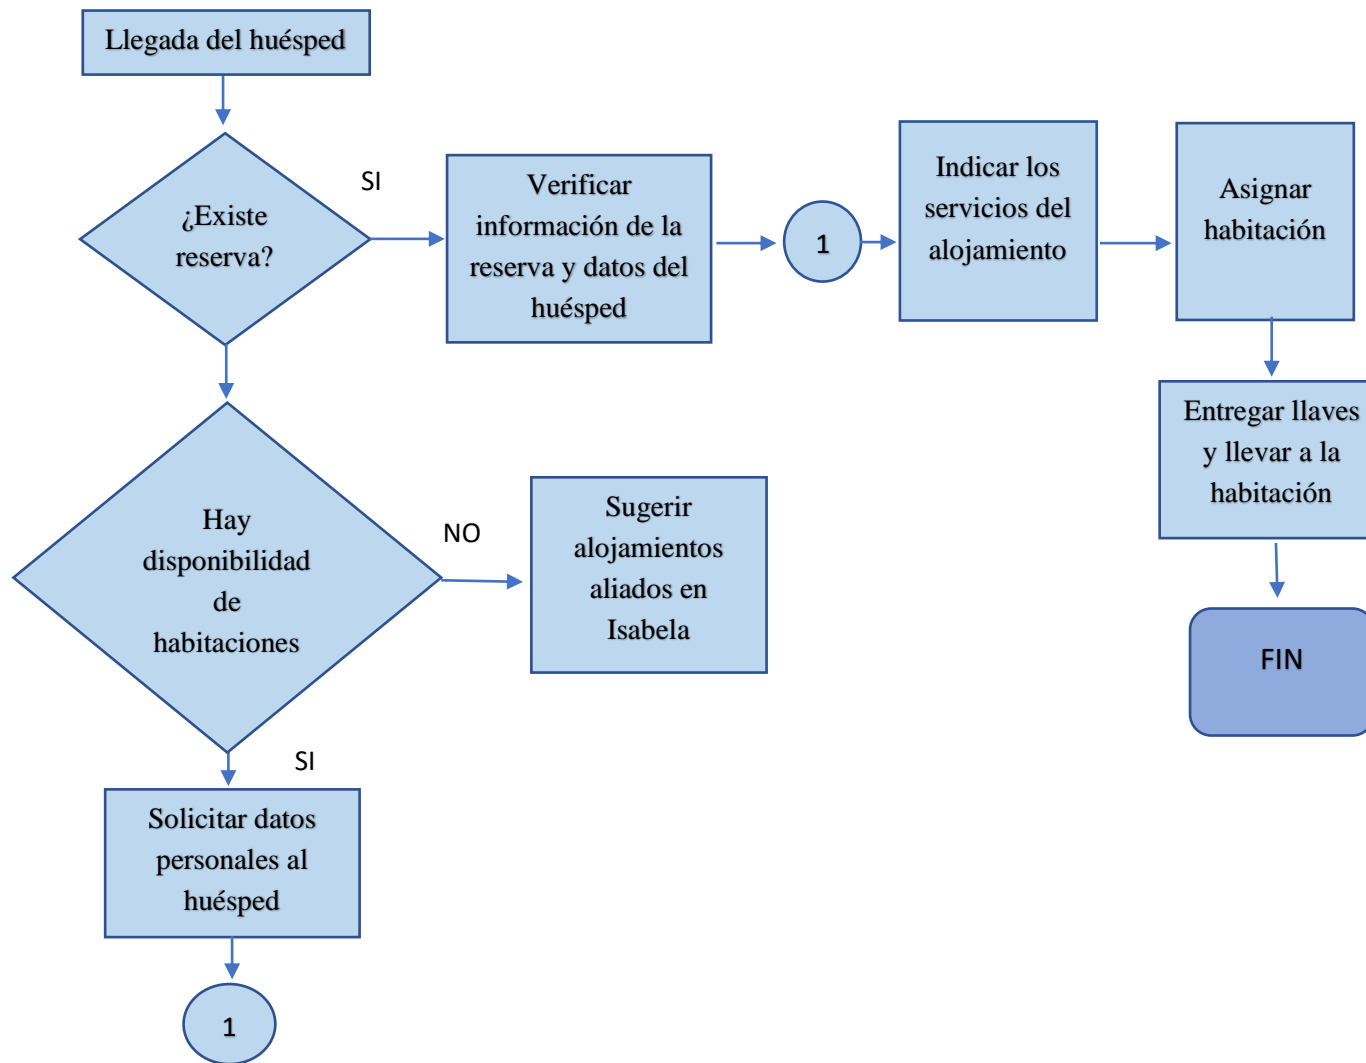 Llegada del huésped
¿Existe
reserva?
SI
Verificar
información de la
reserva y datos del
huésped
1
Indicar los
servicios del
alojamiento
Asignar
habitación
Entregar llaves
y llevar a la
habitación
FIN
Hay
disponibilidad
de
habitaciones
NO
Sugerir
alojamientos
aliados en
Isabela
SI
Solicitar datos
personales al
huésped
1